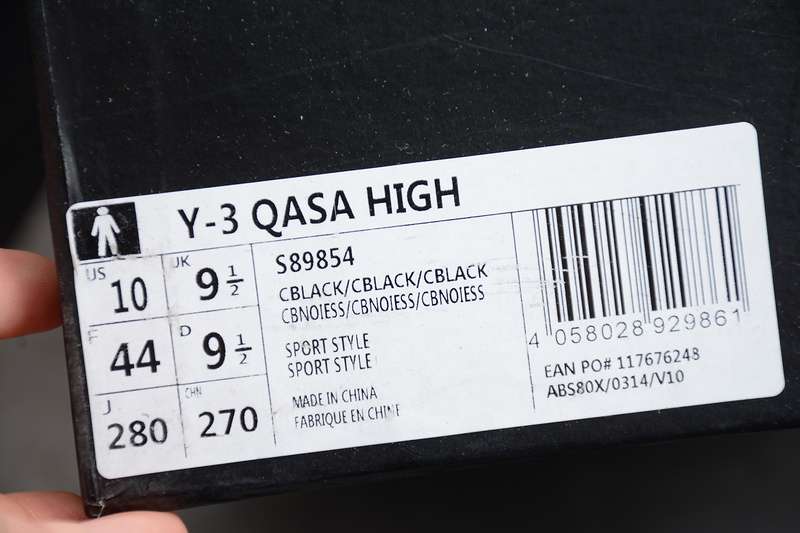 Y-3 QASA HIGH
US 10 UK 9 1/2
F 44 D 9 1/2
J 280 CHN 270
S89854
CBLACK/CBLACK/CBLACK
CBNOIESS/CBNOIESS/CBNOIESS
SPORT STYLE
SPORT STYLE
MADE IN CHINA
FABRIQUE EN CHINE
4 058028 929861
EAN PO# 117676248
ABS80X/0314/V10